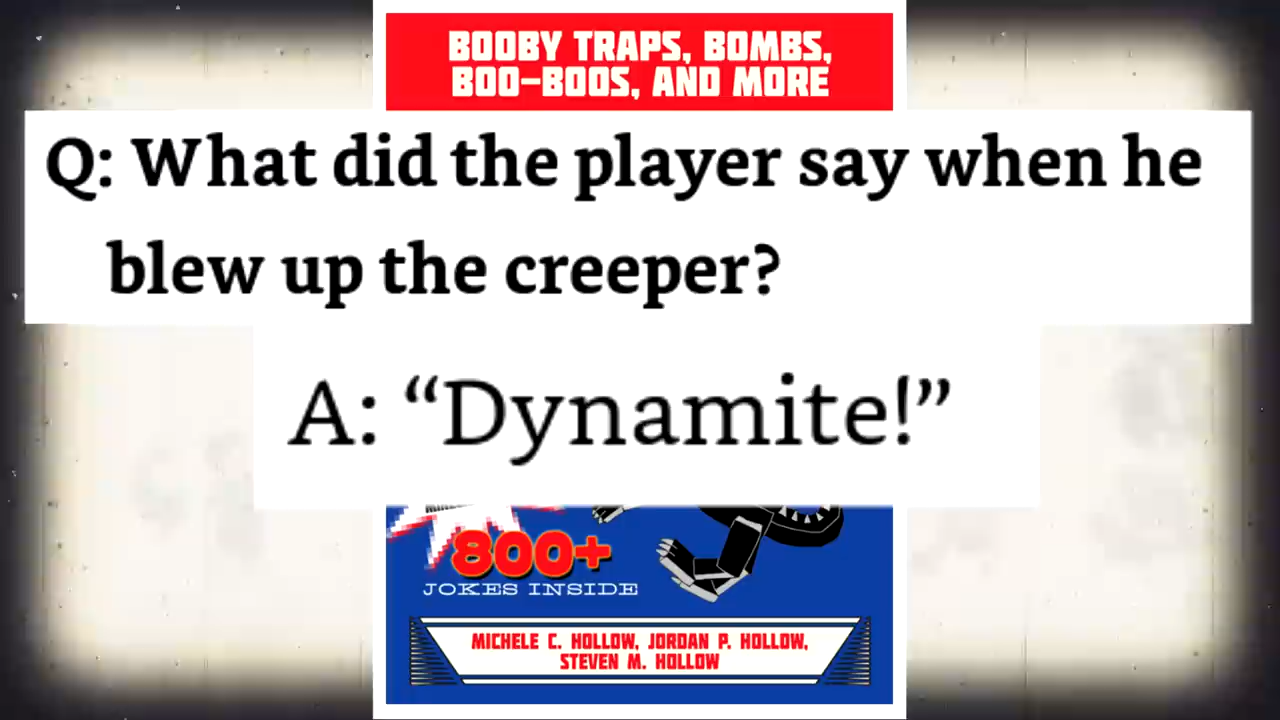 BOOBY TRAPS, BOMBS,
BOO-BOOS, AND MORE
Q: What did the player say when he
blew up the creeper?
A: “Dynamite!”
800+
JOKES INSIDE
MICHELE C. HOLLOW, JORDAN P. HOLLOW,
STEVEN M. HOLLOW